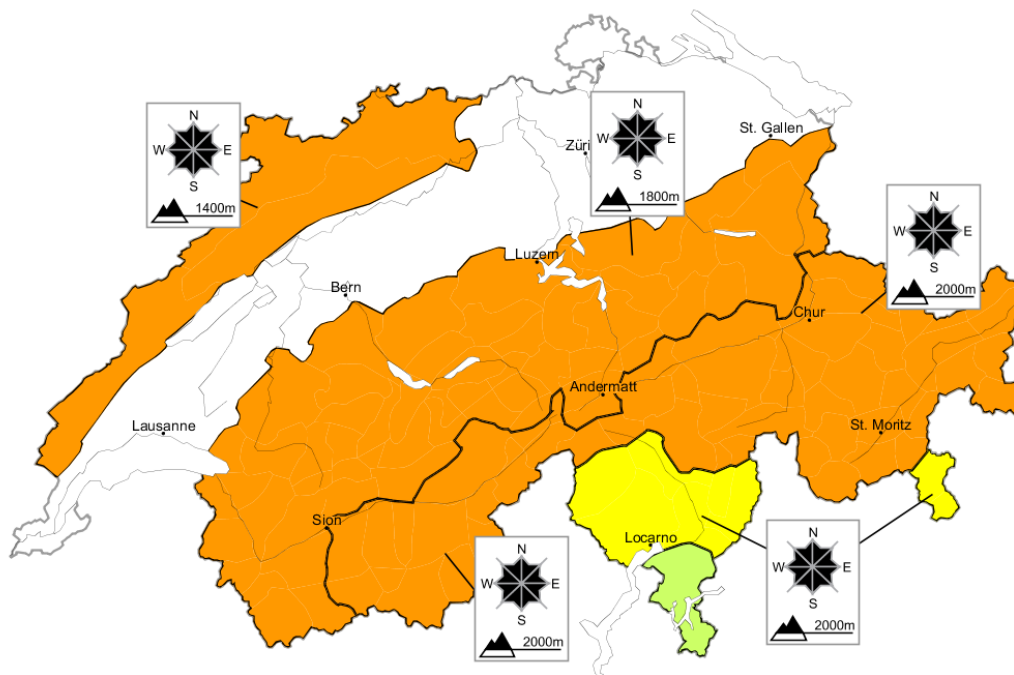 N
W E
S
1400m
N
W E
S
1800m
St. Gallen
Züri
N
W E
S
2000m
Luzern
Bern
Chur
Andermatt
Lausanne
St. Moritz
Sion
Locarno
N
W E
S
2000m
N
W E
S
2000m